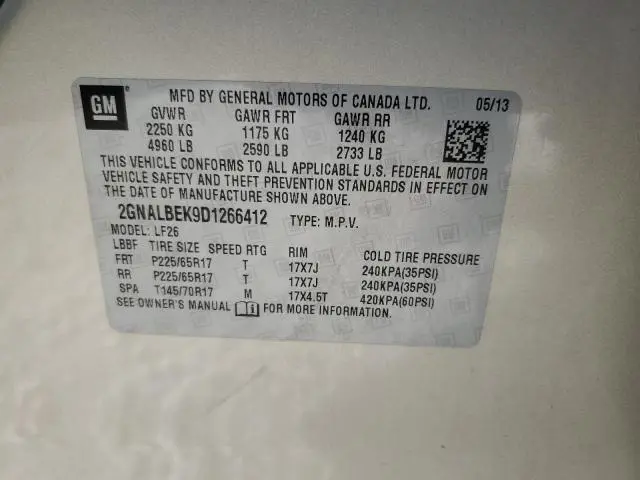 GM
MFD BY GENERAL MOTORS OF CANADA LTD. 05/13
GVWR GAWR FRT GAWR RR
2250 KG 1175 KG 1240 KG
4960 LB 2590 LB 2733 LB
THIS VEHICLE CONFORMS TO ALL APPLICABLE U.S. FEDERAL MOTOR
VEHICLE SAFETY AND THEFT PREVENTION STANDARDS IN EFFECT ON
THE DATE OF MANUFACTURE SHOWN ABOVE.
2GNALBEK9D1266412 TYPE: M.P.V.
MODEL: LF26
LBBF TIRE SIZE SPEED RTG RIM COLD TIRE PRESSURE
FRT P225/65R17 T 17X7J 240KPA(35PSI)
RR P225/65R17 T 17X7J 240KPA(35PSI)
SPA T145/70R17 M 17X4.5T 420KPA(60PSI)
SEE OWNER'S MANUAL FOR MORE INFORMATION.